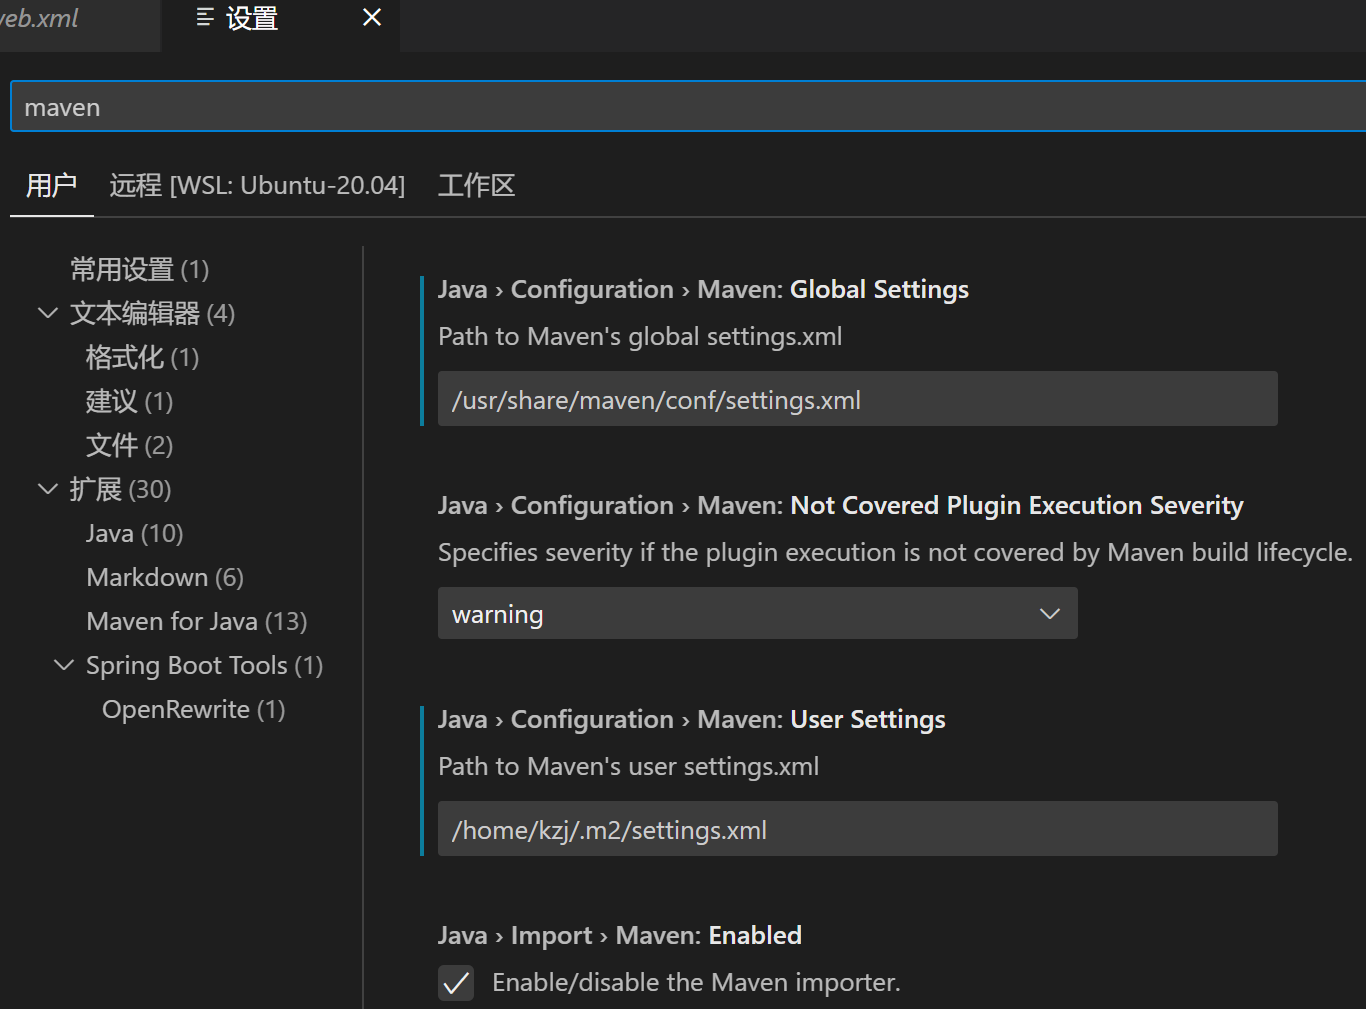 web.xml
设置
maven
用户
远程 [WSL: Ubuntu-20.04]
工作区
常用设置 (1)
文本编辑器 (4)
格式化 (1)
建议 (1)
文件 (2)
扩展 (30)
Java (10)
Markdown (6)
Maven for Java (13)
Spring Boot Tools (1)
OpenRewrite (1)
Java › Configuration › Maven: Global Settings
Path to Maven's global settings.xml
/usr/share/maven/conf/settings.xml
Java › Configuration › Maven: Not Covered Plugin Execution Severity
Specifies severity if the plugin execution is not covered by Maven build lifecycle.
warning
Java › Configuration › Maven: User Settings
Path to Maven's user settings.xml
/home/kzj/.m2/settings.xml
Java › Import › Maven: Enabled
Enable/disable the Maven importer.